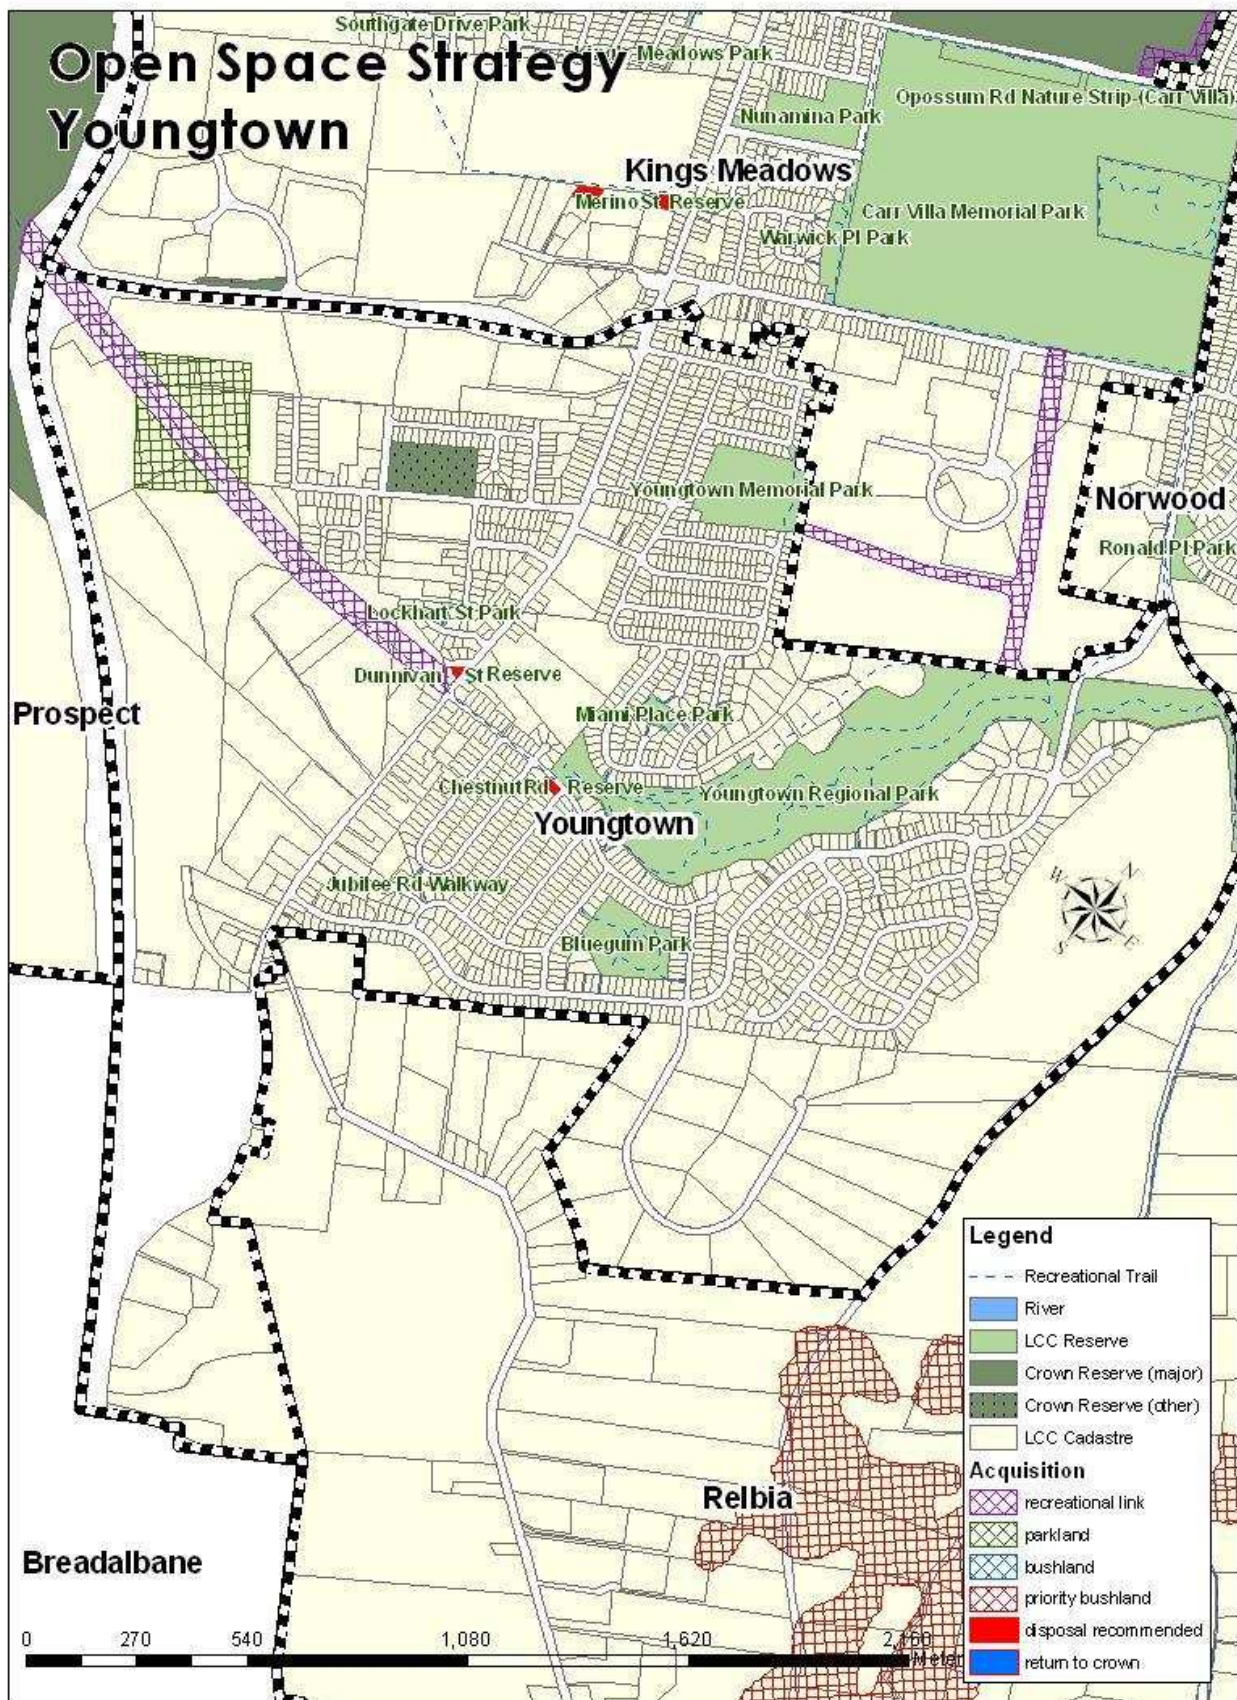 Southgate Drive Park
Open Space Strategy
Kings Meadows Park
Youngtown
Opossum Rd Nature Strip (Carr Villa)
Nunamina Park
Kings Meadows
Merino St Reserve
Carr Villa Memorial Park
Warwick Pl Park
Youngtown Memorial Park
Norwood
Ronald Pl Park
Lockhart St Park
Dunnivan St Reserve
Prospect
Miami Place Park
Chestnut Rd Reserve
Youngtown Regional Park
Youngtown
Jubilee Rd Walkway
Bluegum Park
W N
S E
Legend
Recreational Trail
River
LCC Reserve
Crown Reserve (major)
Crown Reserve (other)
LCC Cadastre
Acquisition
recreational link
parkland
bushland
priority bushland
disposal recommended
return to crown
Relbia
Breadalbane
0 270 540 1,080 1,620 2,160
Meter